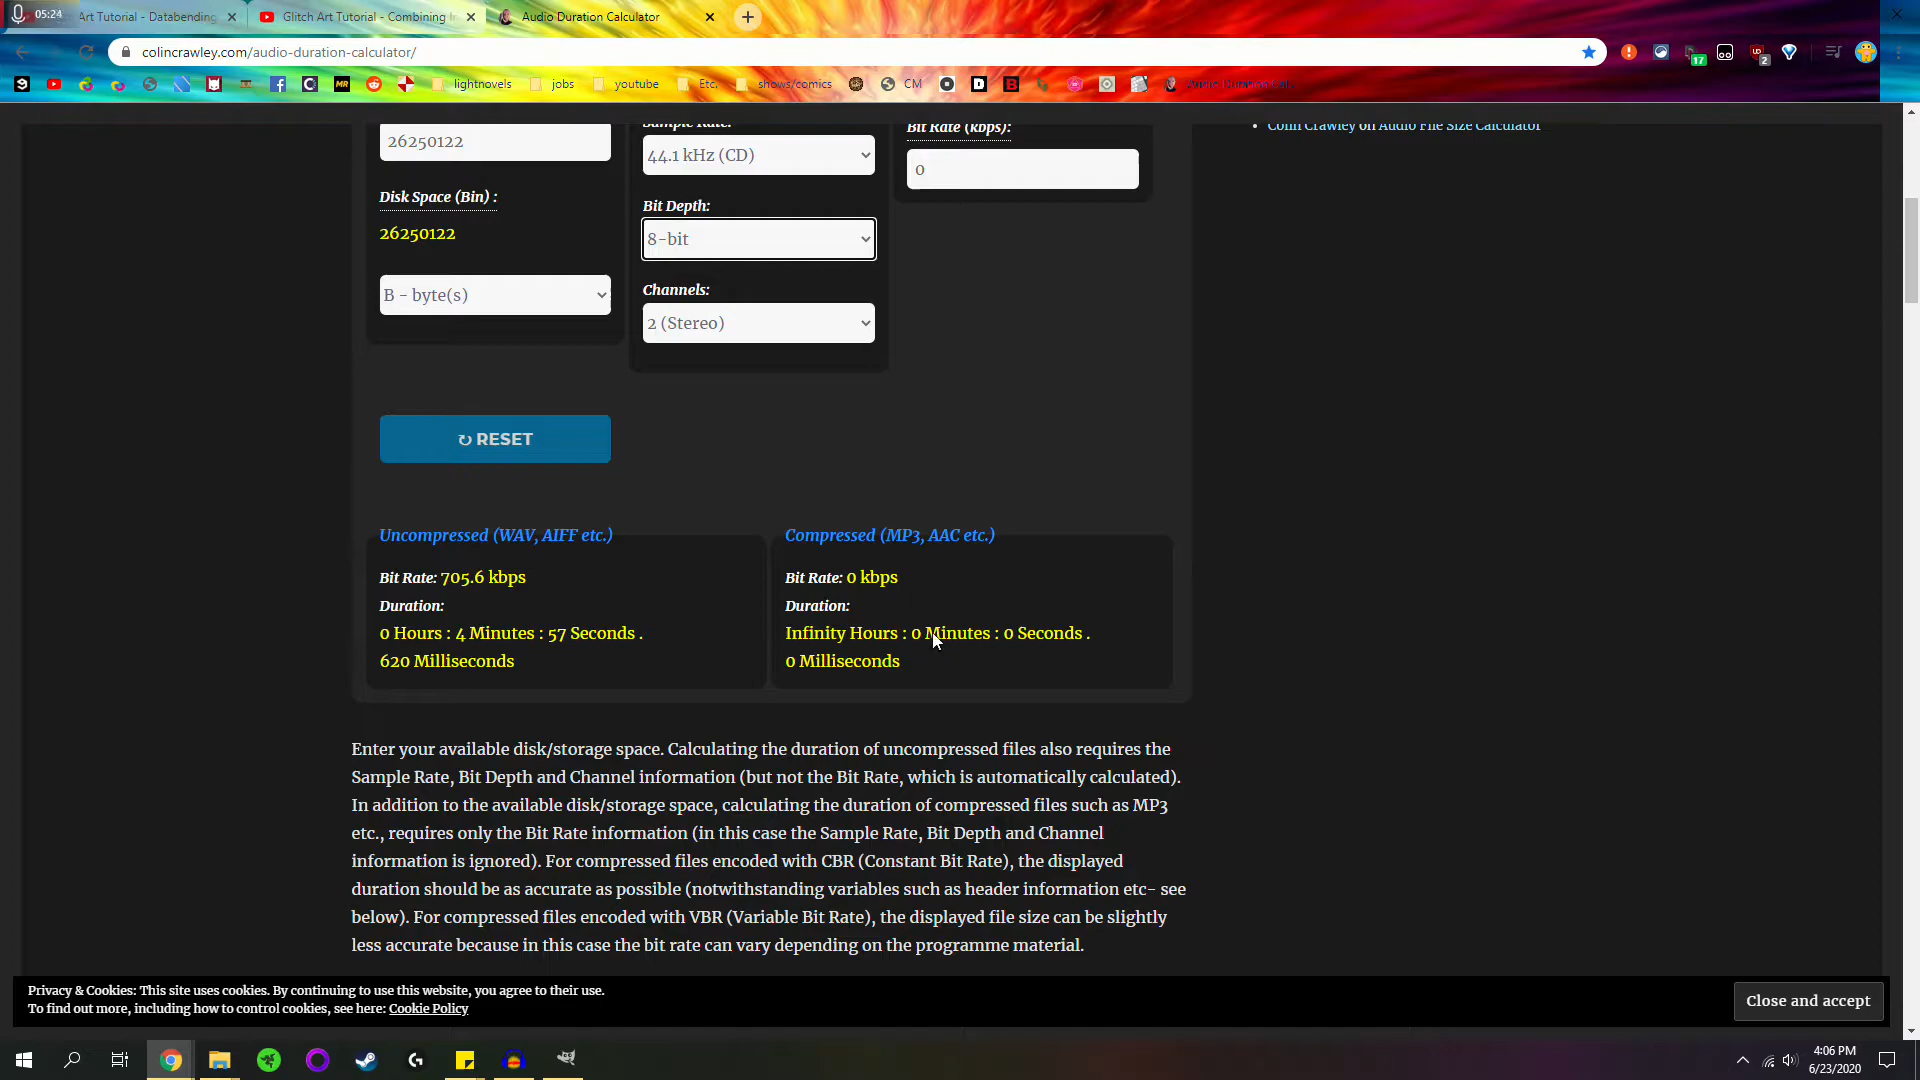 05:24
Art Tutorial - Databending
Glitch Art Tutorial - Combining I
Audio Duration Calculator
colincrawley.com/audio-duration-calculator/
17
2
MR
lightnovels
jobs
youtube
Etc.
shows/comics
CM
Audio Duration Cal...
26250122
Sample Rate:
44.1 kHz (CD)
Bit Rate (kbps):
0
Colin Crawley on Audio File Size Calculator
Disk Space (Bin) :
26250122
B - byte(s)
Bit Depth:
8-bit
Channels:
2 (Stereo)
↻ RESET
Uncompressed (WAV, AIFF etc.)
Bit Rate: 705.6 kbps
Duration:
0 Hours : 4 Minutes : 57 Seconds .
620 Milliseconds
Compressed (MP3, AAC etc.)
Bit Rate: 0 kbps
Duration:
Infinity Hours : 0 Minutes : 0 Seconds .
0 Milliseconds
Enter your available disk/storage space. Calculating the duration of uncompressed files also requires the
Sample Rate, Bit Depth and Channel information (but not the Bit Rate, which is automatically calculated).
In addition to the available disk/storage space, calculating the duration of compressed files such as MP3
etc., requires only the Bit Rate information (in this case the Sample Rate, Bit Depth and Channel
information is ignored). For compressed files encoded with CBR (Constant Bit Rate), the displayed
duration should be as accurate as possible (notwithstanding variables such as header information etc- see
below). For compressed files encoded with VBR (Variable Bit Rate), the displayed file size can be slightly
less accurate because in this case the bit rate can vary depending on the programme material.
Privacy & Cookies: This site uses cookies. By continuing to use this website, you agree to their use.
To find out more, including how to control cookies, see here: Cookie Policy
Close and accept
4:06 PM
6/23/2020